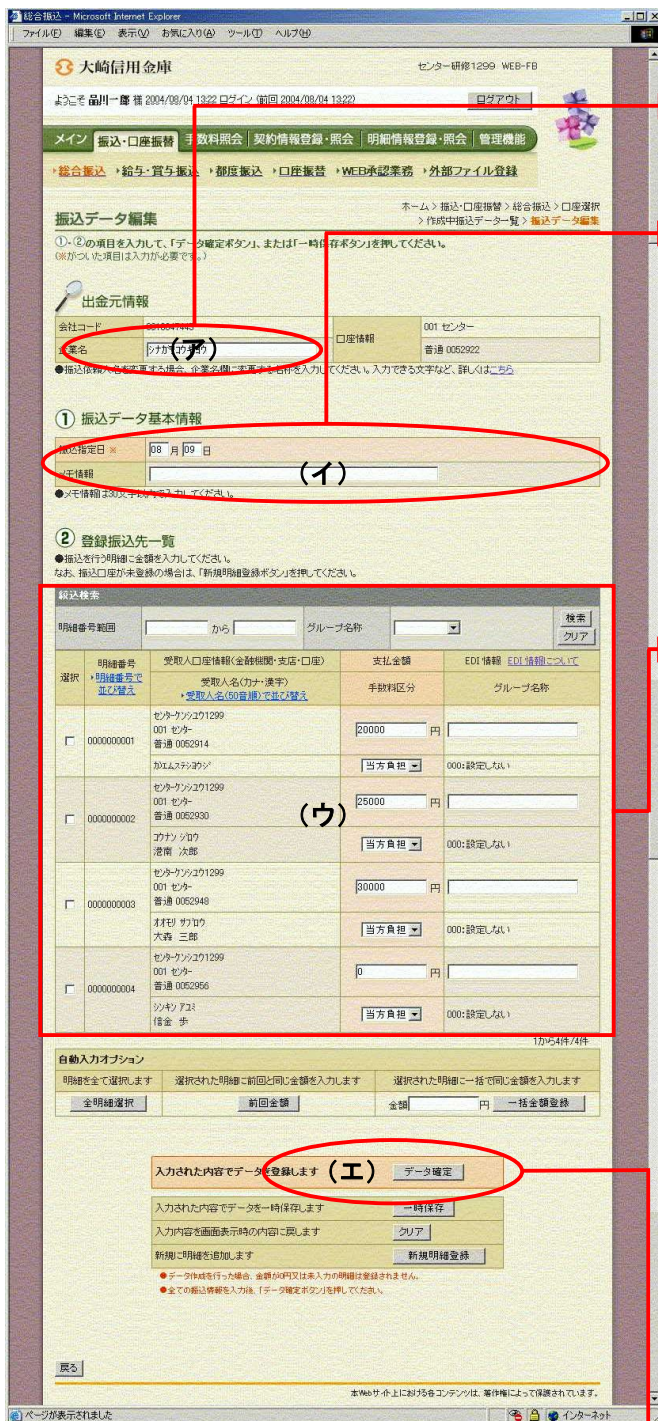 総合振込 - Microsoft Internet Explorer
ファイル(F) 編集(E) 表示(V) お気に入り(A) ツール(T) ヘルプ(H)
大崎信用金庫 センター研修1299 WEB-FB
ようこそ 品川一郎 様 2004/08/04 13:22 ログイン (前回 2004/08/04 13:22) ログアウト
メイン 振込・口座振替 手数料照会 契約情報登録・照会 明細情報登録・照会 管理機能
総合振込 給与・賞与振込 都度振込 口座振替 WEB承認業務 外部ファイル登録
ホーム > 振込・口座振替 > 総合振込 > 口座選択
振込データ編集 > 作成中振込データ一覧 > 振込データ編集
①-②の項目を入力して、「データ確定ボタン」、または「一時保存ボタン」を押してください。
(※がついた項目は入力が必要です。)
出金元情報
会社コード 口座情報 001 センター
企業名 (ア) 普通 0052922
●振込依頼人名を変更する場合、企業名欄に変更する名称を入力してください。入力できる文字など、詳しくはこちら
① 振込データ基本情報
振込指定日 ※ 08 月 09 日
メモ情報 (イ)
●メモ情報は30文字以内で入力してください。
② 登録振込先一覧
●振込を行う明細に金額を入力してください。
なお、振込口座が未登録の場合は、「新規明細登録ボタン」を押してください。
絞込検索
明細番号範囲 から グループ名称 検索
クリア
選択 明細番号 明細番号で並び替え 受取人口座情報(金融機関・支店・口座) 支払金額 EDI情報 EDI情報について
受取人名(カナ・漢字) 受取人名(50音順)で並び替え 手数料区分 グループ名称
センターケンシュウ1299
001 センター 20000 円
0000000001 普通 0052914
カ)エムスデンヨウシ 当方負担 000:設定しない
センターケンシュウ1299
001 センター 25000 円
0000000002 普通 0052930 (ウ)
コウナン ジロウ
港南 次郎 当方負担 000:設定しない
センターケンシュウ1299
001 センター 30000 円
0000000003 普通 0052948
オオモリ サブロウ
大森 三郎 当方負担 000:設定しない
センターケンシュウ1299
001 センター 0 円
0000000004 普通 0052956
シンキン アユミ
信金 歩 当方負担 000:設定しない
1から4件/4件
自動入力オプション
明細を全て選択します 選択された明細に前回と同じ金額を入力します 選択された明細に一括で同じ金額を入力します
全明細選択 前回金額 金額 円 一括金額登録
入力された内容でデータを登録します (エ) データ確定
入力された内容でデータを一時保存します 一時保存
入力内容を画面表示時の内容に戻します クリア
新規に明細を追加します 新規明細登録
●データ作成を行った場合、金額が0円又は未入力の明細は登録されません。
●全ての振込情報を入力後、「データ確定ボタン」を押してください。
戻る
本Webサイト上における各コンテンツは、著作権によって保護されています。
ページが表示されました インターネット